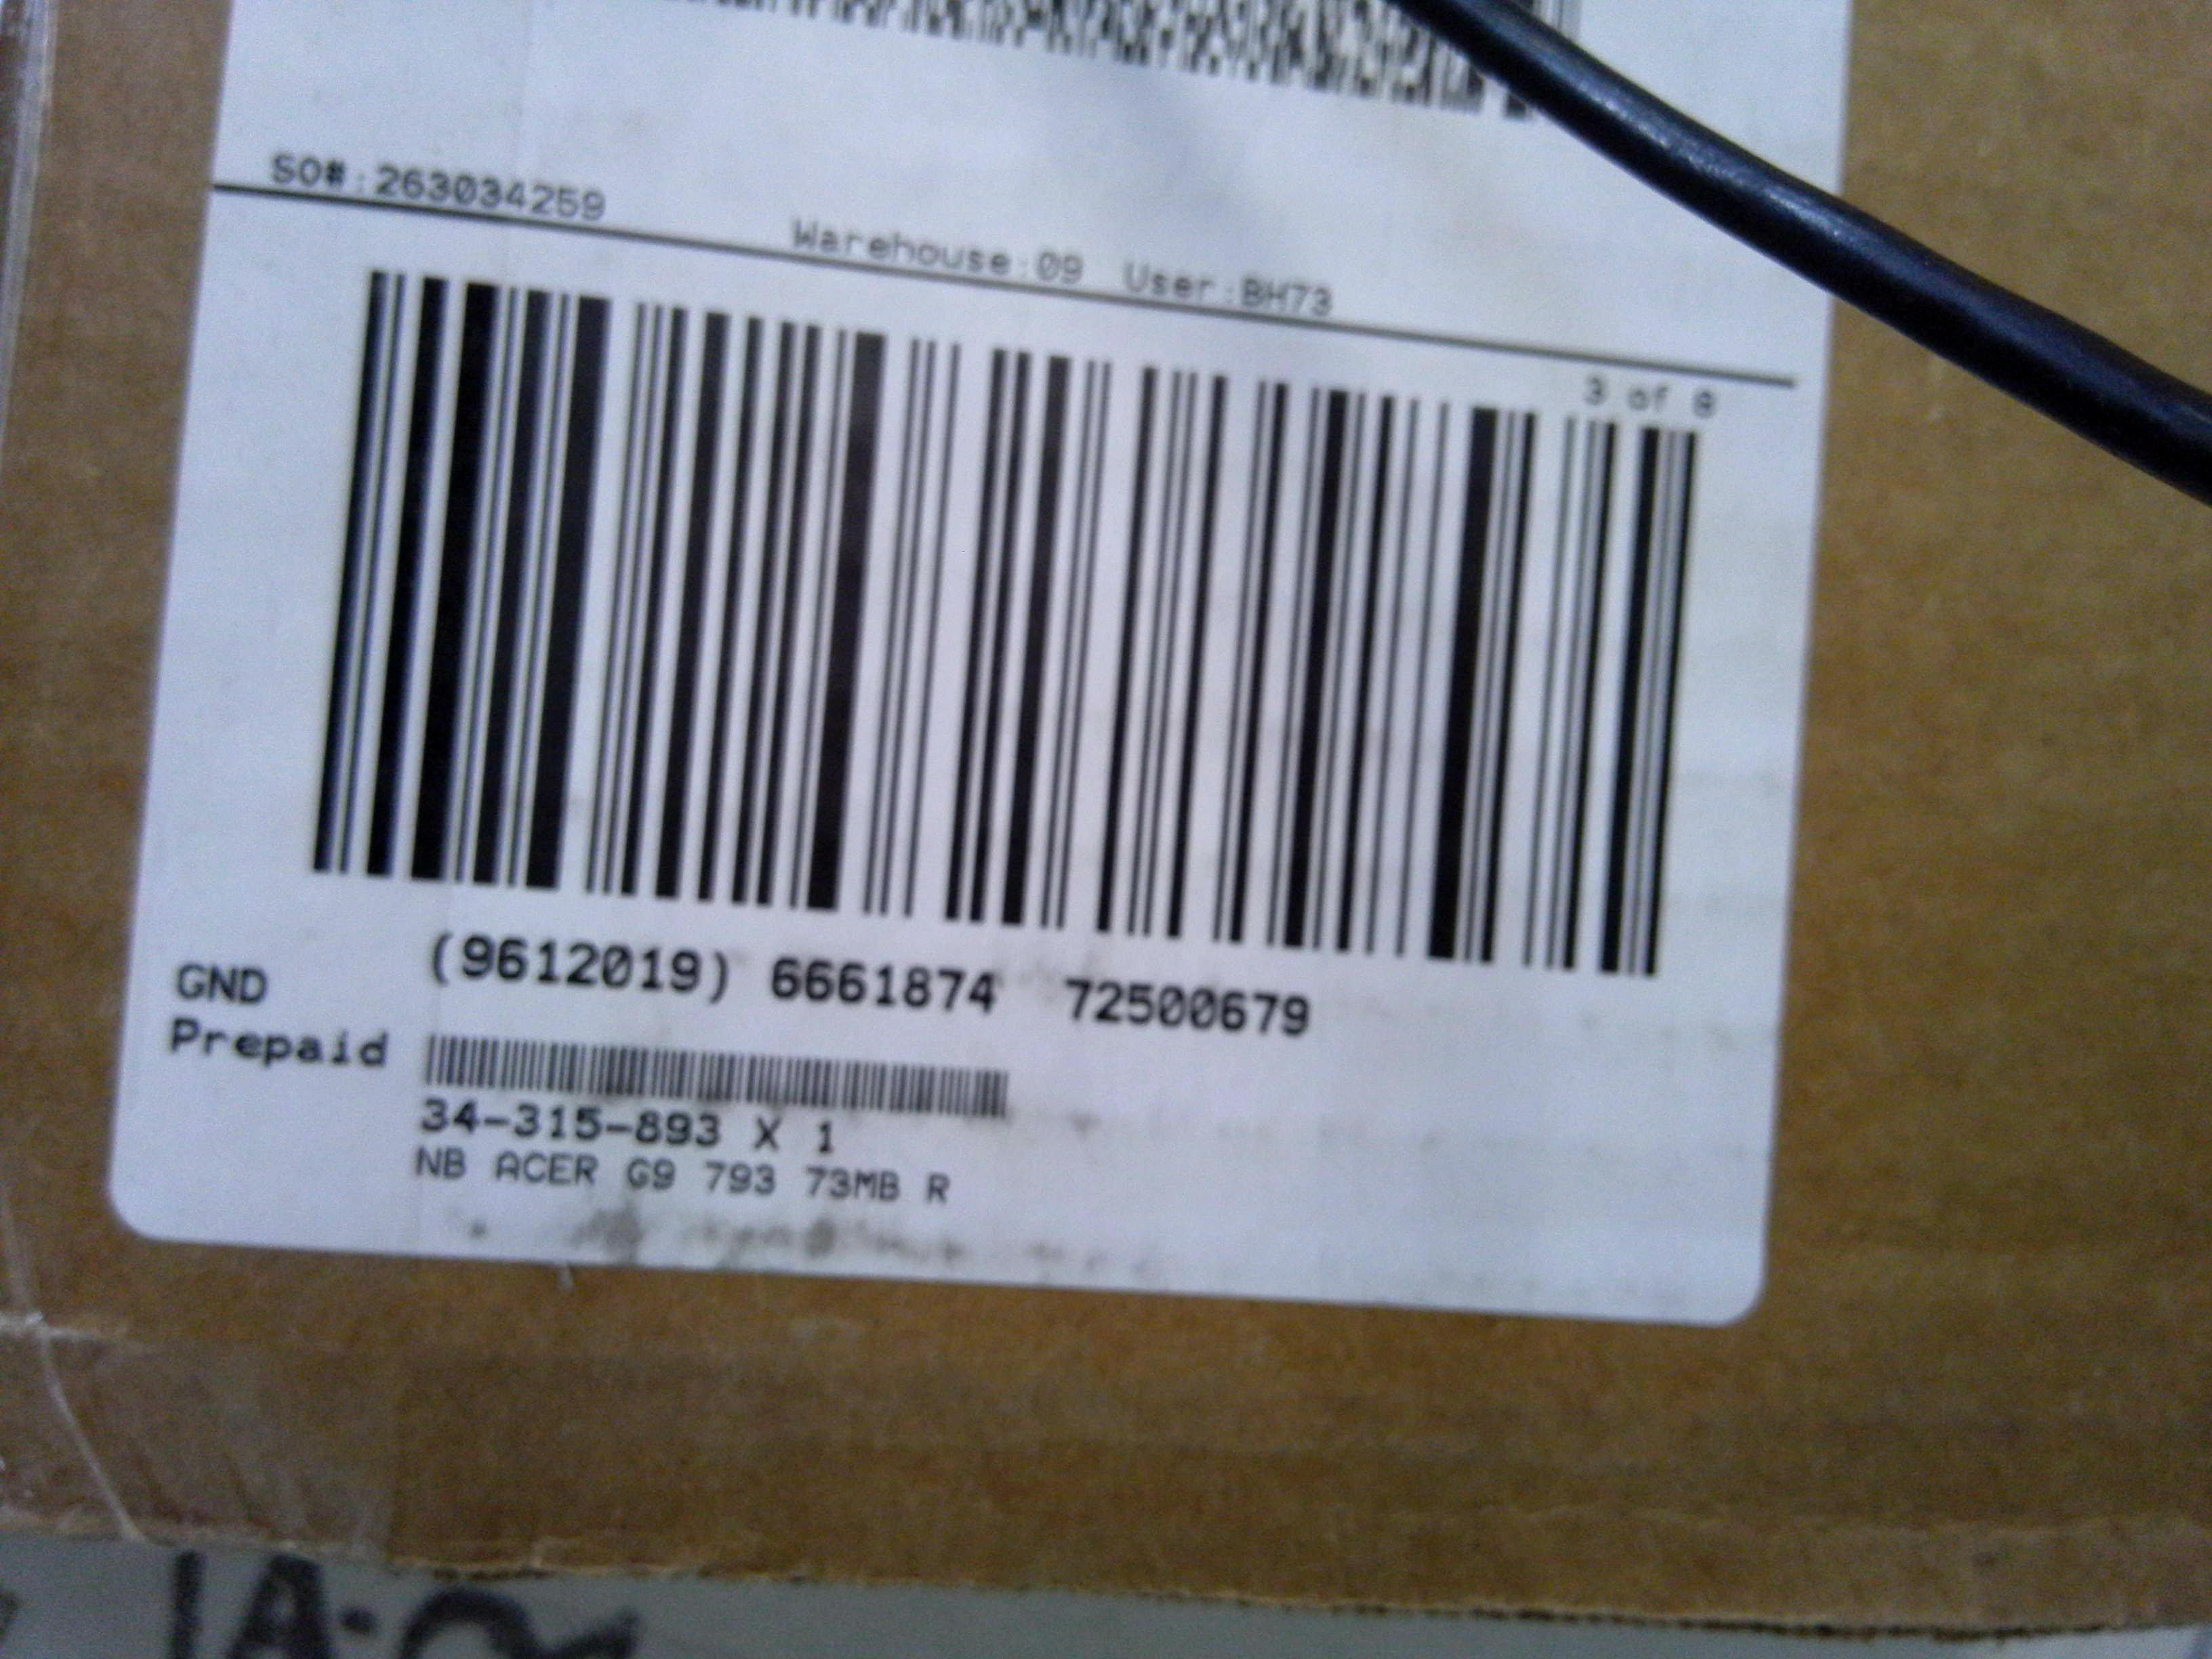 SO#:263034259
Warehouse:09 User:BH73
3 of 8
(9612019) 6661874 72500679
GND
Prepaid
34-315-893 X 1
NB ACER G9 793 73MB R